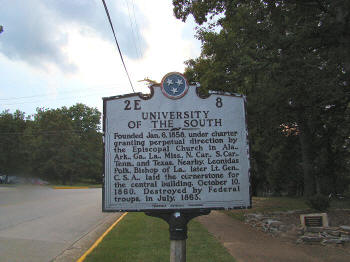 2E 8
UNIVERSITY
OF THE SOUTH
Founded Jan. 6, 1858, under charter
granting perpetual direction by
the Episcopal Church in Ala.,
Ark., Ga., La., Miss., N. Car., S. Car.,
Tenn. and Texas. Nearby, Leonidas
Polk, Bishop of La., later Lt. Gen.,
C. S. A., laid the cornerstone for
the central building, October 10,
1860. Destroyed by Federal
troops, in July, 1863.